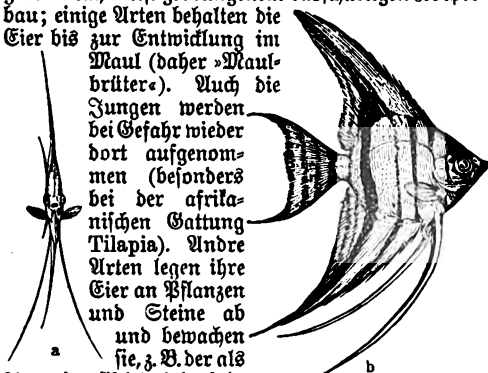 bau; einige Arten behalten die
Eier bis zur Entwicklung im
Maul (daher »Maul-
brüter«). Auch die
Jungen werden
bei Gefahr wieder
dort aufgenom-
men (besonders
bei der afrika-
nischen Gattung
Tilapia). Andre
Arten legen ihre
Eier an Pflanzen
und Steine ab
und bewachen
sie, z. B. der als
a
b